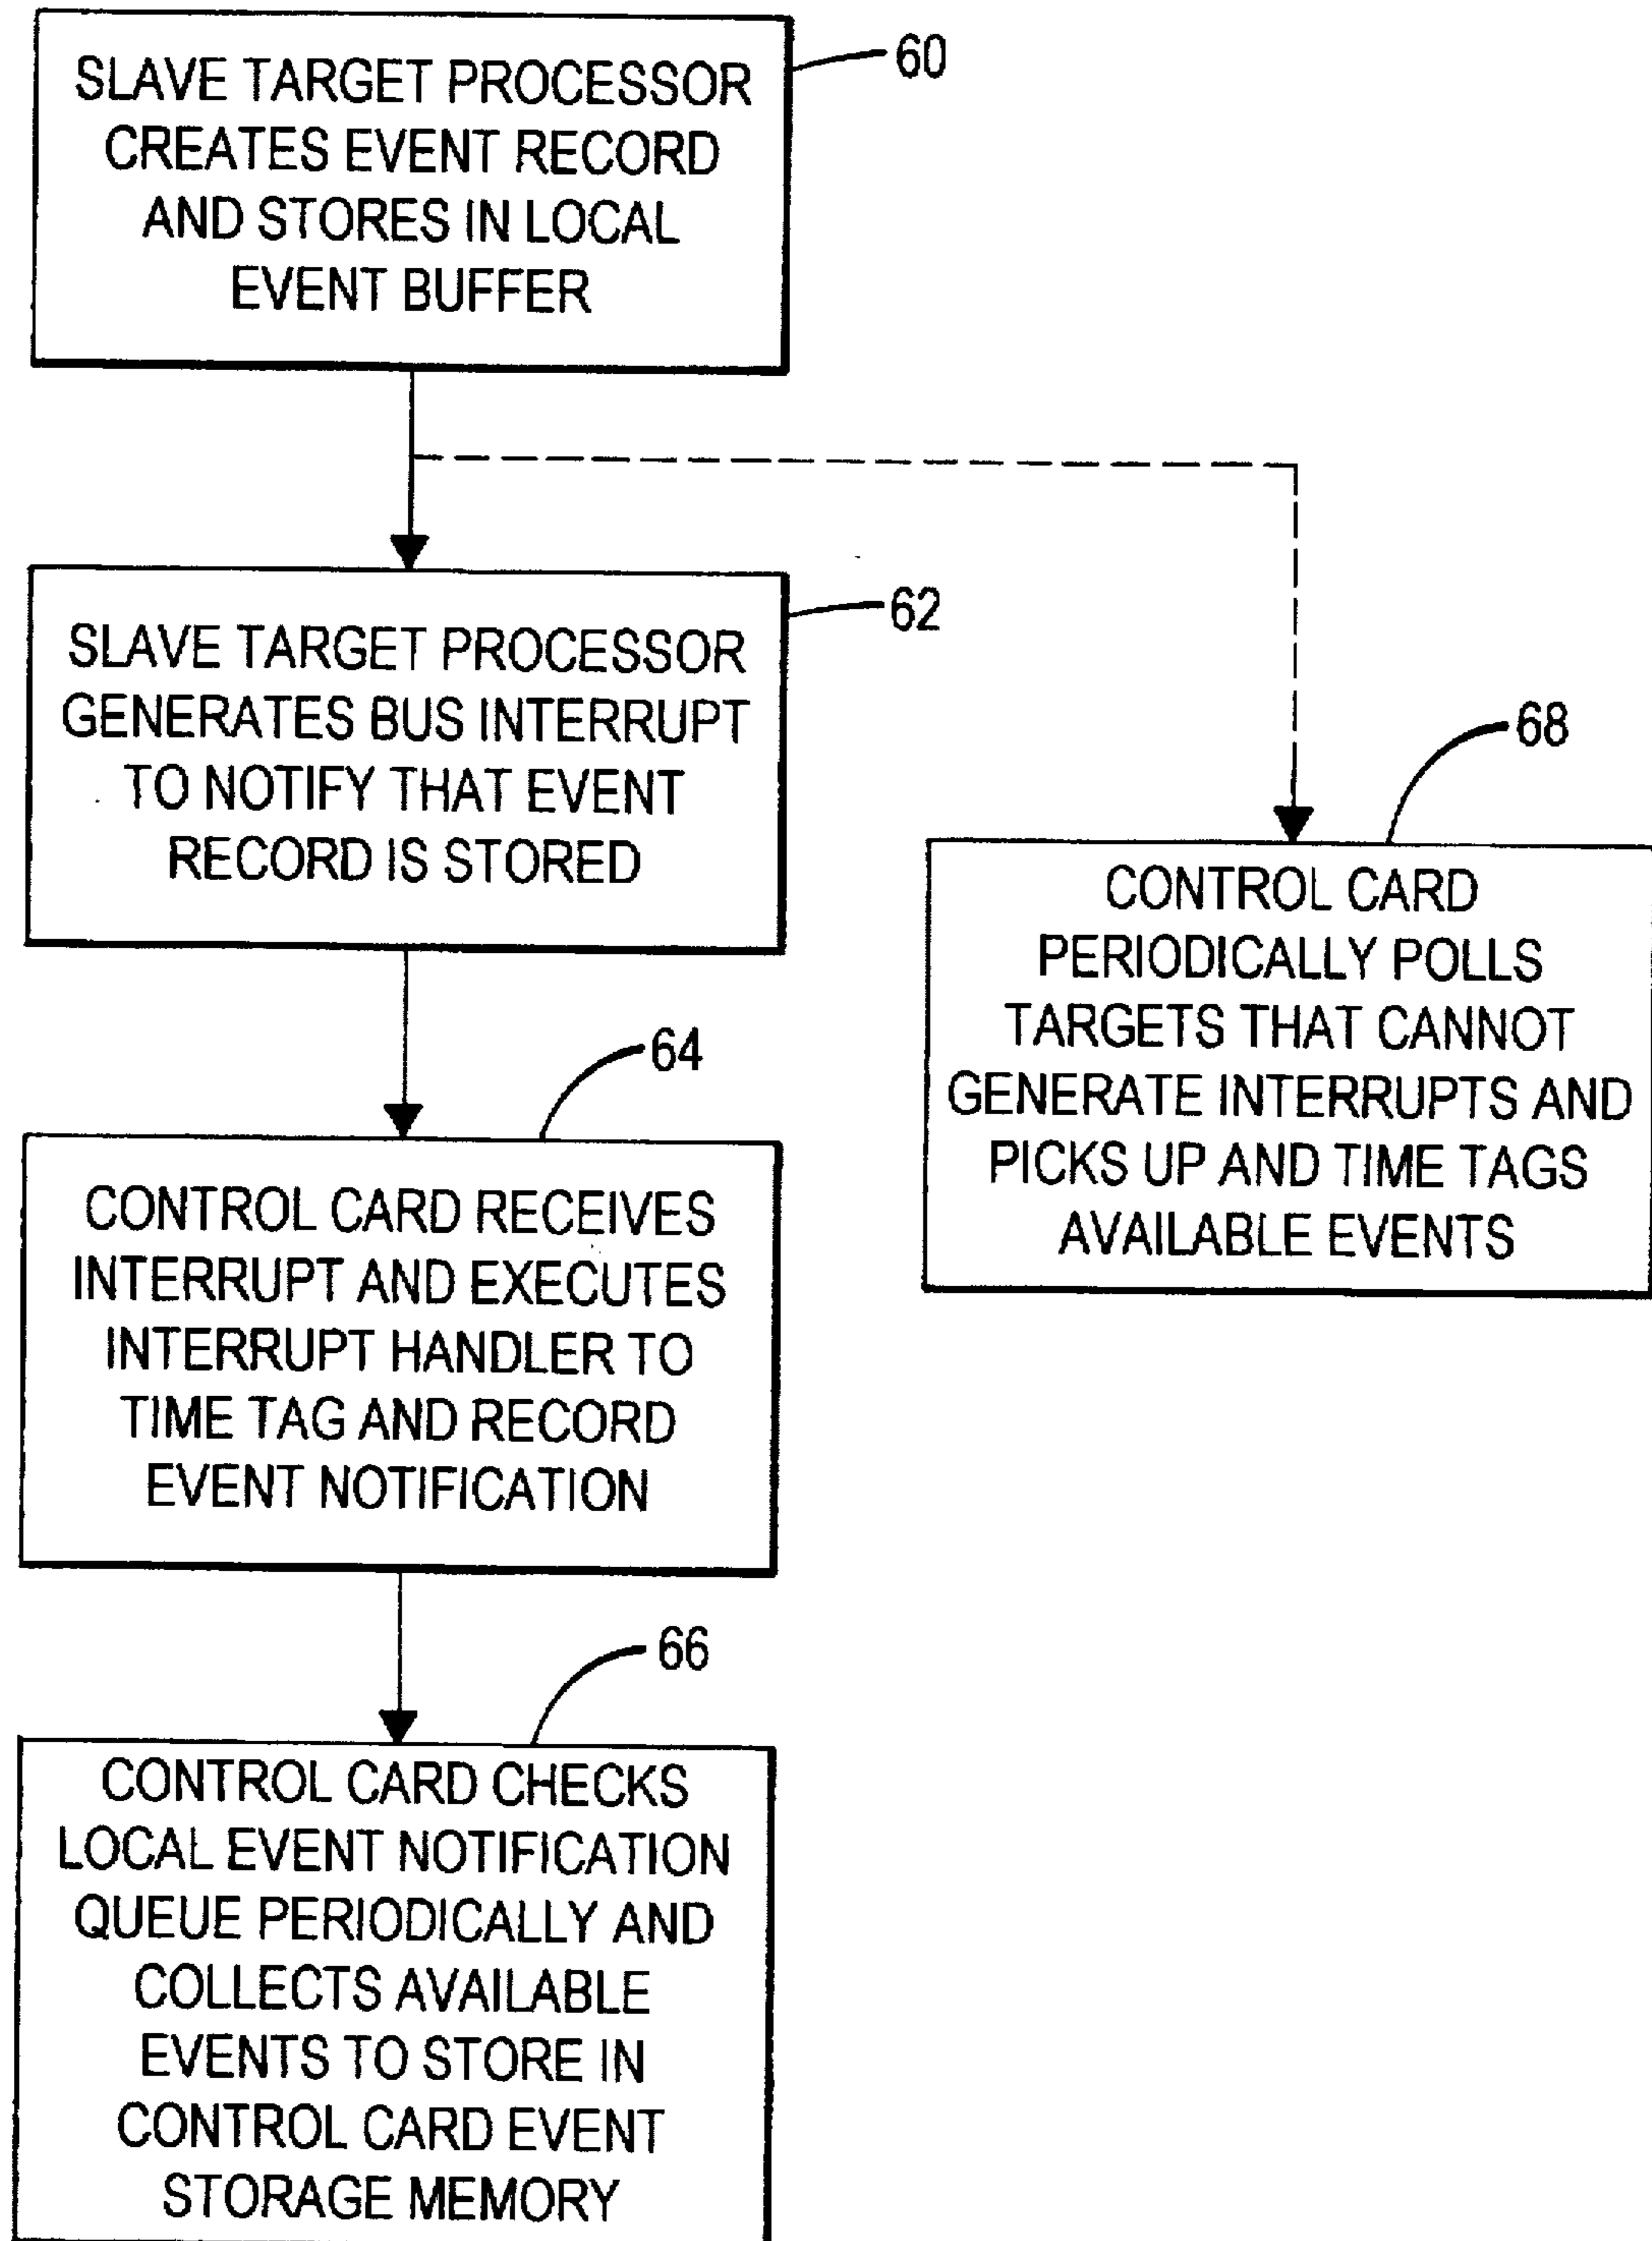 SLAVE TARGET PROCESSOR
CREATES EVENT RECORD
AND STORES IN LOCAL
EVENT BUFFER
60
SLAVE TARGET PROCESSOR
GENERATES BUS INTERRUPT
TO NOTIFY THAT EVENT
RECORD IS STORED
62
CONTROL CARD
PERIODICALLY POLLS
TARGETS THAT CANNOT
GENERATE INTERRUPTS AND
PICKS UP AND TIME TAGS
AVAILABLE EVENTS
68
CONTROL CARD RECEIVES
INTERRUPT AND EXECUTES
INTERRUPT HANDLER TO
TIME TAG AND RECORD
EVENT NOTIFICATION
64
CONTROL CARD CHECKS
LOCAL EVENT NOTIFICATION
QUEUE PERIODICALLY AND
COLLECTS AVAILABLE
EVENTS TO STORE IN
CONTROL CARD EVENT
STORAGE MEMORY
66